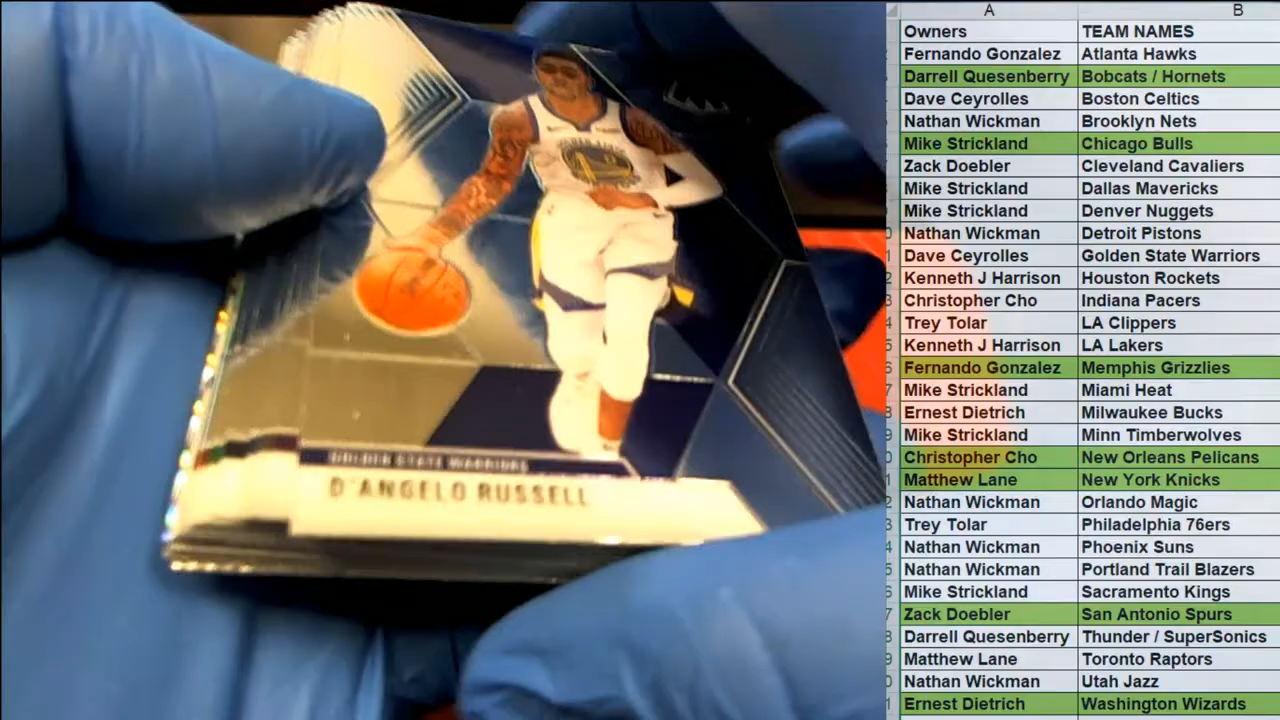 GOLDEN STATE WARRIORS
D'ANGELO RUSSELL
A B
Owners TEAM NAMES
Fernando Gonzalez Atlanta Hawks
Darrell Quesenberry Bobcats / Hornets
Dave Ceyrolles Boston Celtics
Nathan Wickman Brooklyn Nets
Mike Strickland Chicago Bulls
Zack Doebler Cleveland Cavaliers
Mike Strickland Dallas Mavericks
Mike Strickland Denver Nuggets
Nathan Wickman Detroit Pistons
Dave Ceyrolles Golden State Warriors
Kenneth J Harrison Houston Rockets
Christopher Cho Indiana Pacers
Trey Tolar LA Clippers
Kenneth J Harrison LA Lakers
Fernando Gonzalez Memphis Grizzlies
Mike Strickland Miami Heat
Ernest Dietrich Milwaukee Bucks
Mike Strickland Minn Timberwolves
Christopher Cho New Orleans Pelicans
Matthew Lane New York Knicks
Nathan Wickman Orlando Magic
Trey Tolar Philadelphia 76ers
Nathan Wickman Phoenix Suns
Nathan Wickman Portland Trail Blazers
Mike Strickland Sacramento Kings
Zack Doebler San Antonio Spurs
Darrell Quesenberry Thunder / SuperSonics
Matthew Lane Toronto Raptors
Nathan Wickman Utah Jazz
Ernest Dietrich Washington Wizards